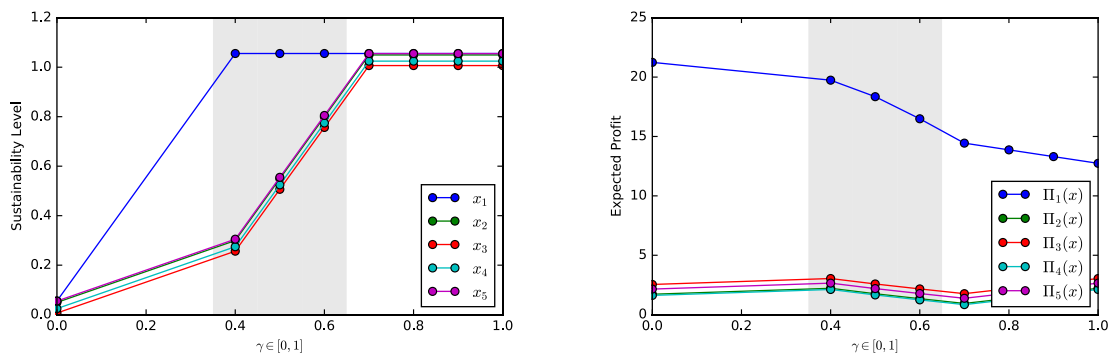 1.2
1.0
0.8
0.6
0.4
0.2
0.0
Sustainability Level
0.0 0.2 0.4 0.6 0.8 1.0
γ∈[0,1]
x₁
x₂
x₃
x₄
x₅
25
20
15
10
5
0
Expected Profit
0.0 0.2 0.4 0.6 0.8 1.0
γ∈[0,1]
Π₁(x)
Π₂(x)
Π₃(x)
Π₄(x)
Π₅(x)